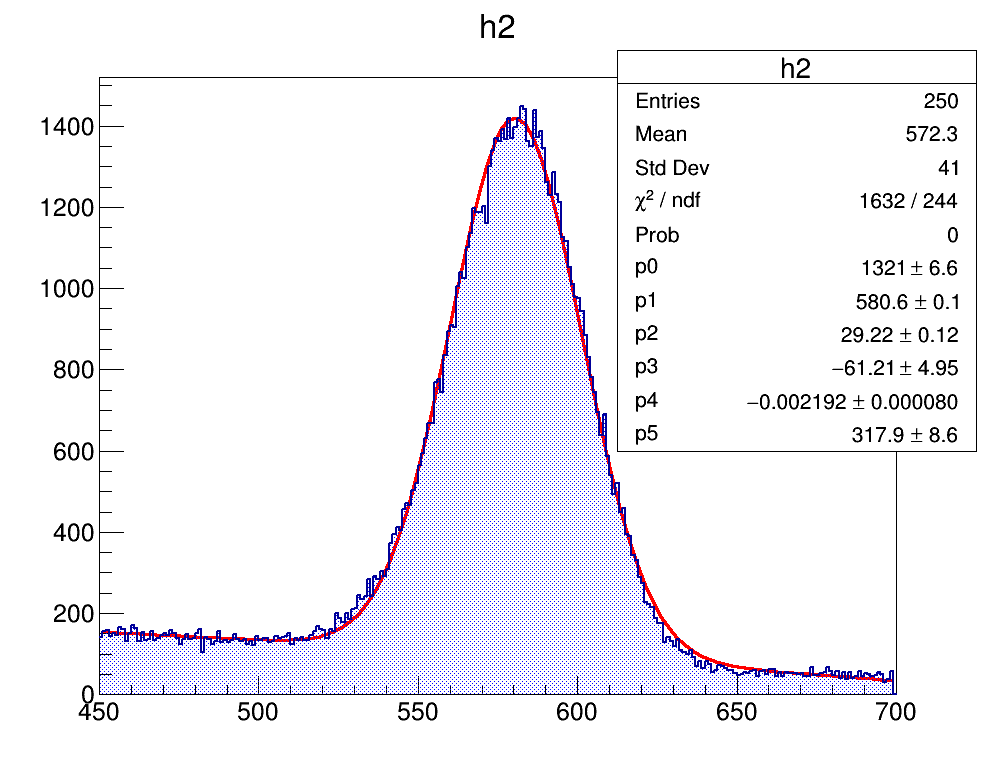 h2
h2
Entries 250
Mean 572.3
Std Dev 41
χ² / ndf 1632 / 244
Prob 0
p0 1321 ± 6.6
p1 580.6 ± 0.1
p2 29.22 ± 0.12
p3 −61.21 ± 4.95
p4 −0.002192 ± 0.000080
p5 317.9 ± 8.6
1400
1200
1000
800
600
400
200
0
450 500 550 600 650 700